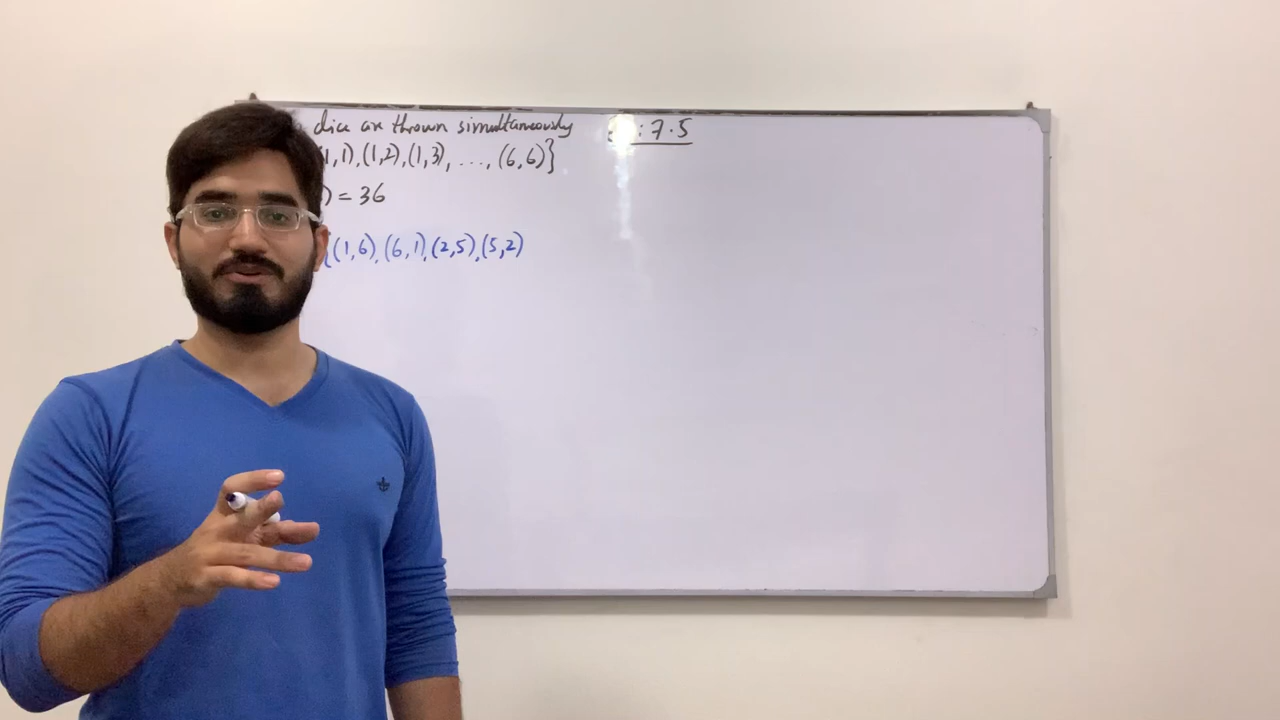 dice are thrown simultaneously : 7.5
1,1), (1,2), (1,3), ..., (6,6)}
) = 36
{(1,6), (6,1), (2,5), (5,2)